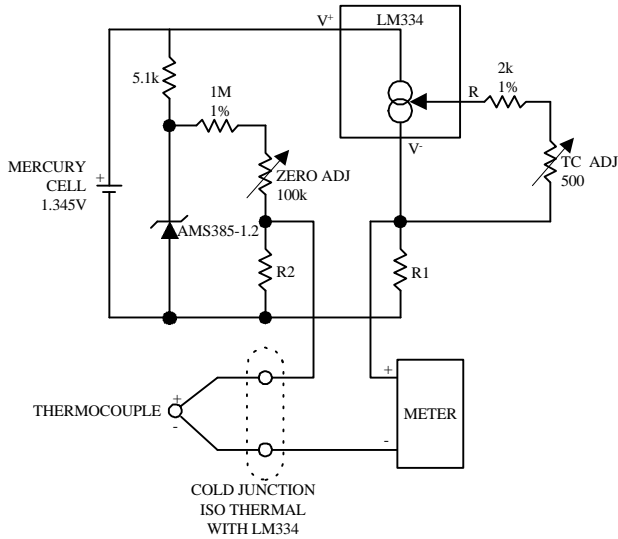 V+
LM334
5.1k
1M
1%
2k
1%
R
V-
MERCURY
CELL
1.345V
+
ZERO ADJ
100k
TC ADJ
500
AMS385-1.2
R2
R1
+
THERMOCOUPLE
+
-
METER
-
COLD JUNCTION
ISO THERMAL
WITH LM334